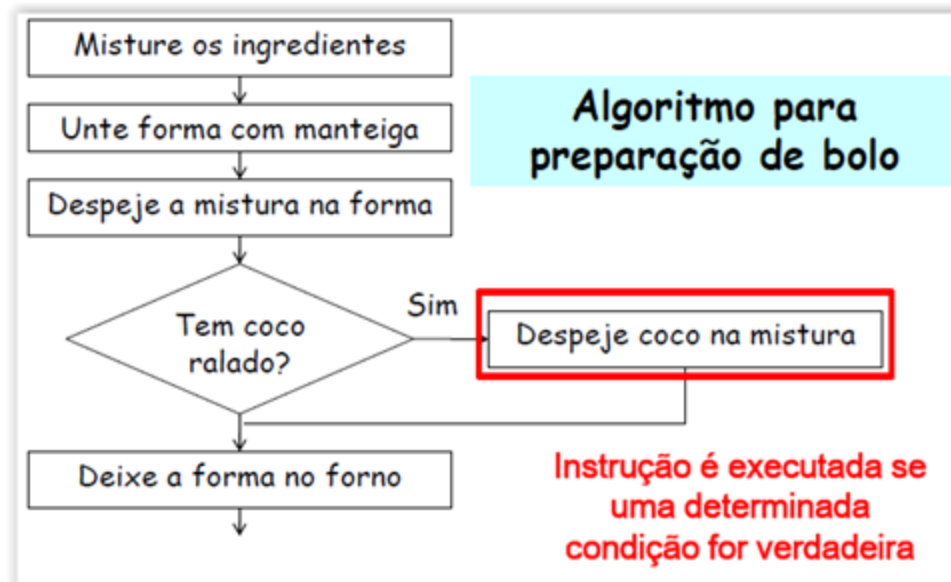 Misture os ingredientes
Algoritmo para
preparação de bolo
Unte forma com manteiga
Despeje a mistura na forma
Tem coco
ralado?
Sim
Despeje coco na mistura
Deixe a forma no forno
Instrução é executada se
uma determinada
condição for verdadeira